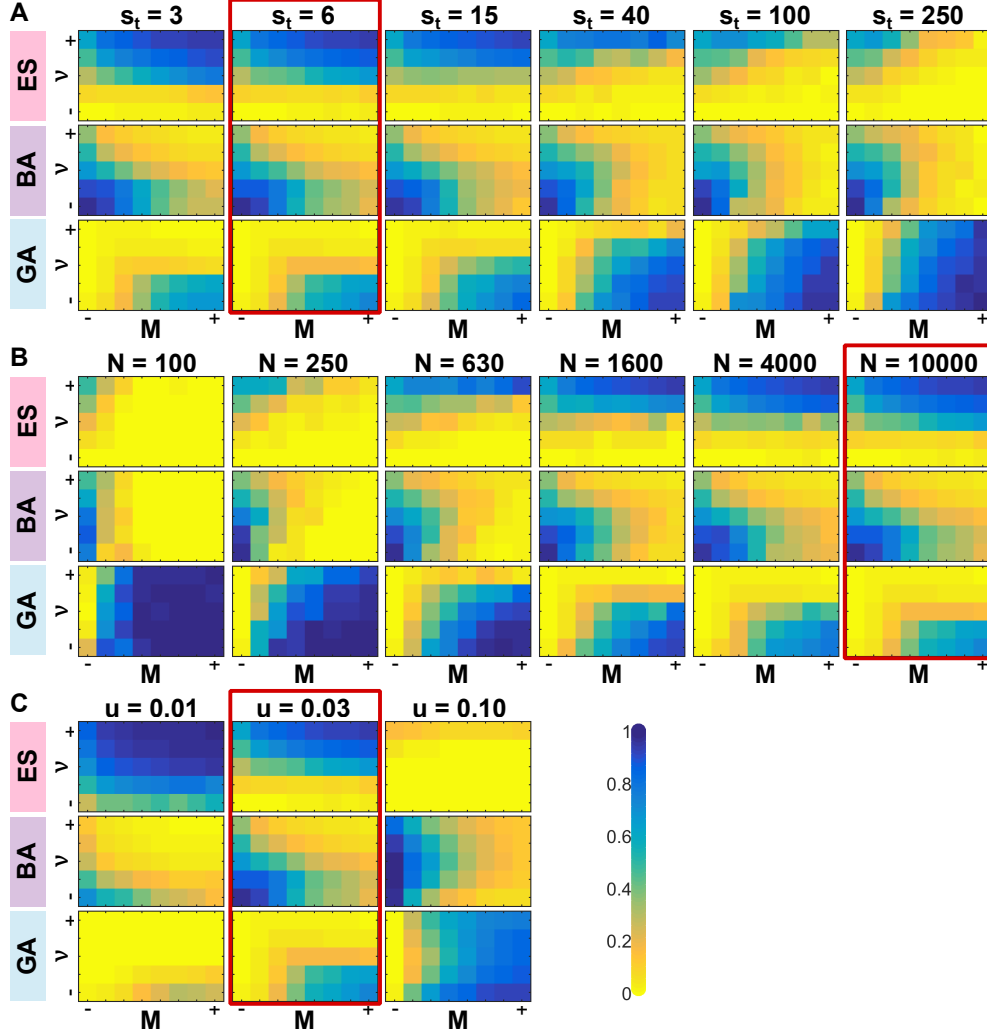 A
s_t = 3 s_t = 6 s_t = 15 s_t = 40 s_t = 100 s_t = 250
ES + ν -
BA + ν -
GA + ν -
- M + - M + - M + - M + - M + - M +
B
N = 100 N = 250 N = 630 N = 1600 N = 4000 N = 10000
ES + ν -
BA + ν -
GA + ν -
- M + - M + - M + - M + - M + - M +
C
u = 0.01 u = 0.03 u = 0.10
ES + ν -
BA + ν -
GA + ν -
- M + - M + - M +
1
0.8
0.6
0.4
0.2
0